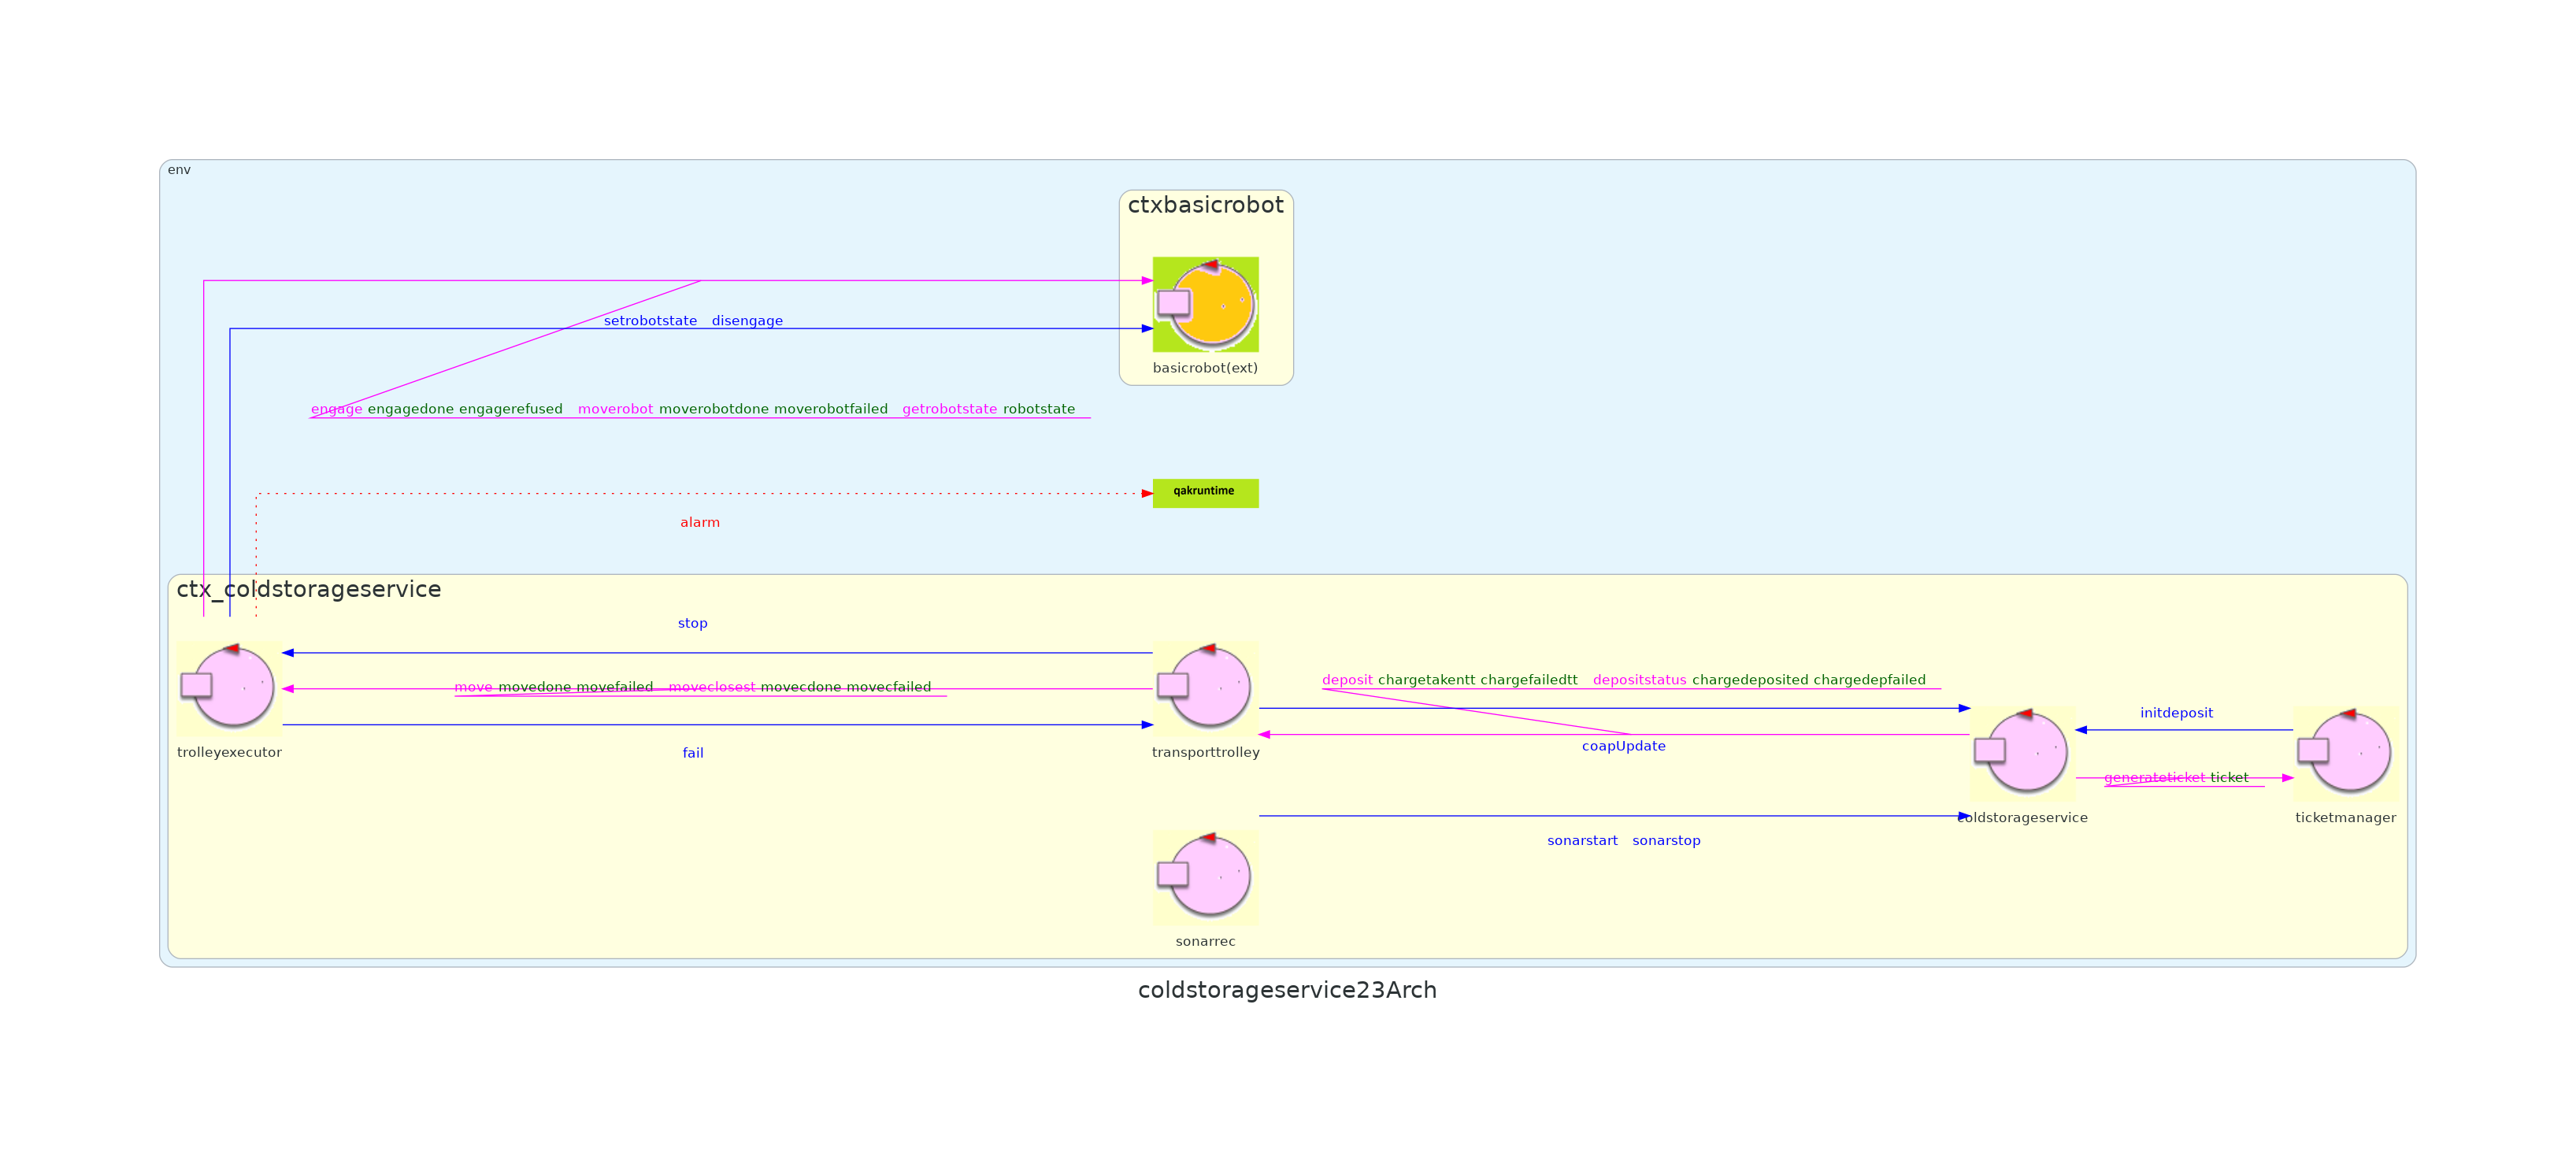 env
ctxbasicrobot
setrobotstate disengage
basicrobot(ext)
engage engagedone engagerefused moverobot moverobotdone moverobotfailed getrobotstate robotstate
qakruntime
alarm
ctx_coldstorageservice
stop
move movedone movefailed moveclosest movecdone movecfailed
deposit chargetakentt chargefailedtt depositstatus chargedeposited chargedepfailed
initdeposit
trolleyexecutor
fail
transporttrolley
coapUpdate
generateticket ticket
coldstorageservice
ticketmanager
sonarstart sonarstop
sonarrec
coldstorageservice23Arch